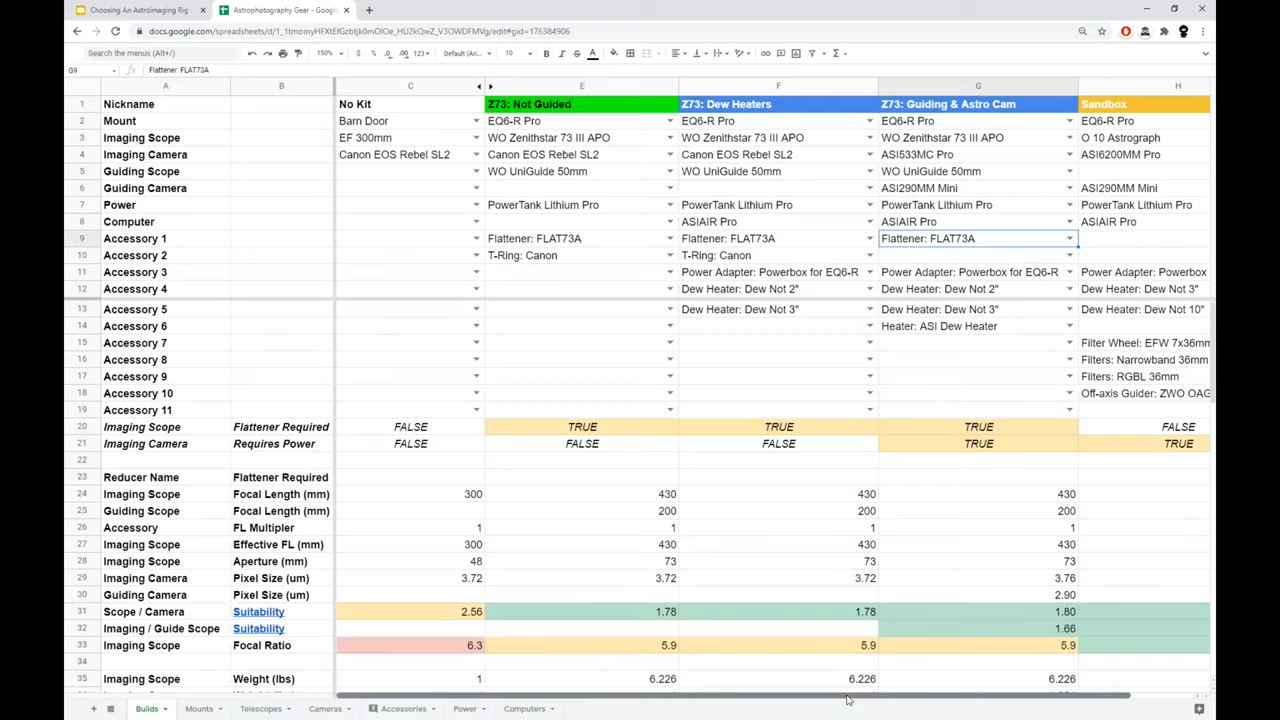 Choosing An Astroimaging Rig - Astrophotography Gear - Google
docs.google.com/spreadsheets/d/
Search the menus (Alt+/) 150% $ % .0 .00 123 Default (Ari... 10 B I S A
G9 fx Flattener: FLAT73A
A B C E F G H
1 Nickname No Kit Z73: Not Guided Z73: Dew Heaters Z73: Guiding & Astro Cam Sandbox
2 Mount Barn Door EQ6-R Pro EQ6-R Pro EQ6-R Pro EQ6-R Pro
3 Imaging Scope EF 300mm WO Zenithstar 73 III APO WO Zenithstar 73 III APO WO Zenithstar 73 III APO O 10 Astrograph
4 Imaging Camera Canon EOS Rebel SL2 Canon EOS Rebel SL2 Canon EOS Rebel SL2 ASI533MC Pro ASI6200MM Pro
5 Guiding Scope WO UniGuide 50mm WO UniGuide 50mm WO UniGuide 50mm
6 Guiding Camera ASI290MM Mini ASI290MM Mini
7 Power PowerTank Lithium Pro PowerTank Lithium Pro PowerTank Lithium Pro PowerTank Lithium Pro
8 Computer ASIAIR Pro ASIAIR Pro ASIAIR Pro
9 Accessory 1 Flattener: FLAT73A Flattener: FLAT73A Flattener: FLAT73A
10 Accessory 2 T-Ring: Canon T-Ring: Canon
11 Accessory 3 Power Adapter: Powerbox for EQ6-R Power Adapter: Powerbox for EQ6-R Power Adapter: Powerbox
12 Accessory 4 Dew Heater: Dew Not 2" Dew Heater: Dew Not 2" Dew Heater: Dew Not 3"
13 Accessory 5 Dew Heater: Dew Not 3" Dew Heater: Dew Not 3" Dew Heater: Dew Not 10"
14 Accessory 6 Heater: ASI Dew Heater
15 Accessory 7 Filter Wheel: EFW 7x36mm
16 Accessory 8 Filters: Narrowband 36mm
17 Accessory 9 Filters: RGBL 36mm
18 Accessory 10 Off-axis Guider: ZWO OAG
19 Accessory 11
20 Imaging Scope Flattener Required FALSE TRUE TRUE TRUE FALSE
21 Imaging Camera Requires Power FALSE FALSE FALSE TRUE TRUE
22
23 Reducer Name Flattener Required
24 Imaging Scope Focal Length (mm) 300 430 430 430
25 Guiding Scope Focal Length (mm) 200 200 200
26 Accessory FL Multipler 1 1 1 1
27 Imaging Scope Effective FL (mm) 300 430 430 430
28 Imaging Scope Aperture (mm) 48 73 73 73
29 Imaging Camera Pixel Size (um) 3.72 3.72 3.72 3.76
30 Guiding Camera Pixel Size (um) 2.90
31 Scope / Camera Suitability 2.56 1.78 1.78 1.80
32 Imaging / Guide Scope Suitability 1.66
33 Imaging Scope Focal Ratio 6.3 5.9 5.9 5.9
34
35 Imaging Scope Weight (lbs) 1 6.226 6.226 6.226
Builds Mounts Telescopes Cameras Accessories Power Computers